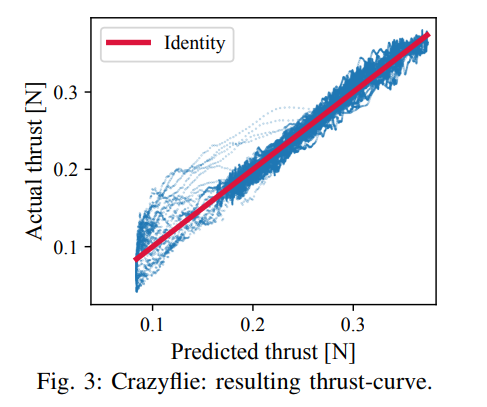 Identity
Actual thrust [N]
0.3
0.2
0.1
0.1 0.2 0.3
Predicted thrust [N]
Fig. 3: Crazyflie: resulting thrust-curve.